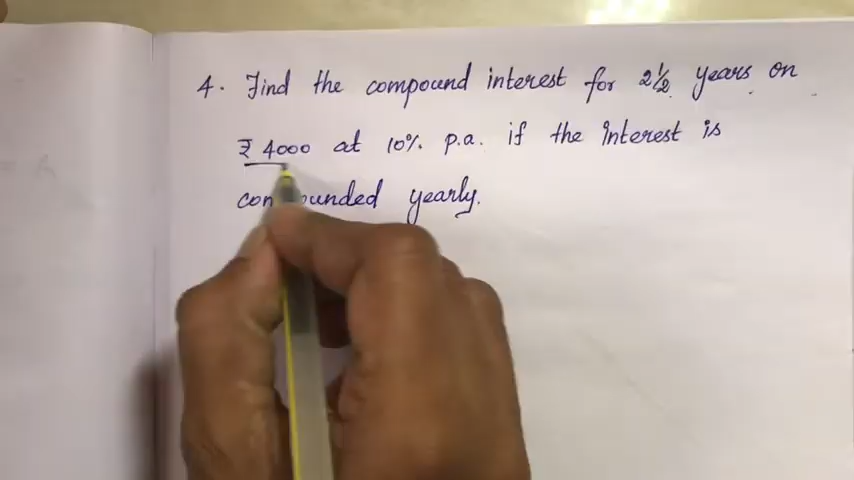 4. Find the compound interest for 2½ years on
₹ 4000 at 10% p.a. if the interest is
compounded yearly.